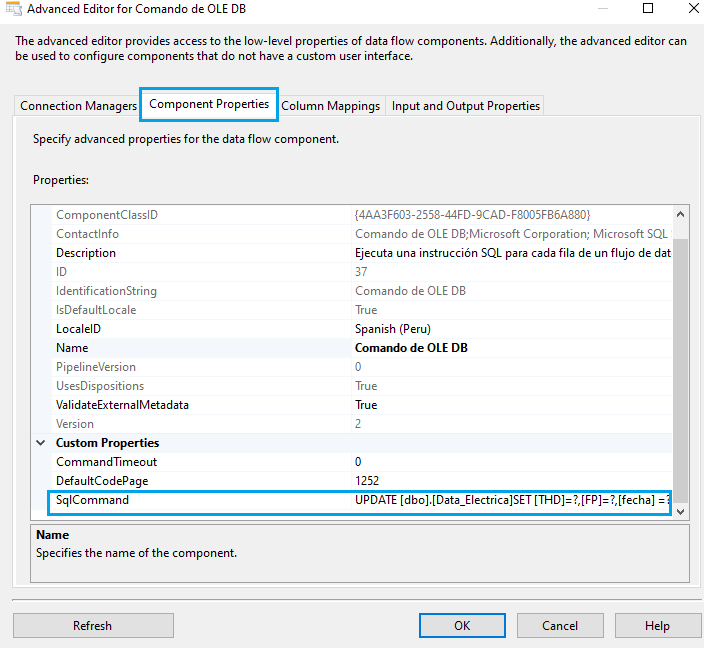 Advanced Editor for Comando de OLE DB
The advanced editor provides access to the low-level properties of data flow components. Additionally, the advanced editor can
be used to configure components that do not have a custom user interface.
Connection Managers Component Properties Column Mappings Input and Output Properties
Specify advanced properties for the data flow component.
Properties:
ComponentClassID {4AA3F603-2558-44FD-9CAD-F8005FB6A880}
ContactInfo Comando de OLE DB;Microsoft Corporation; Microsoft SQL
Description Ejecuta una instrucción SQL para cada fila de un flujo de dat
ID 37
IdentificationString Comando de OLE DB
IsDefaultLocale True
LocaleID Spanish (Peru)
Name Comando de OLE DB
PipelineVersion 0
UsesDispositions True
ValidateExternalMetadata True
Version 2
Custom Properties
CommandTimeout 0
DefaultCodePage 1252
SqlCommand UPDATE [dbo].[Data_Electrica]SET [THD]=?,[FP]=?,[fecha] =?
Name
Specifies the name of the component.
Refresh OK Cancel Help